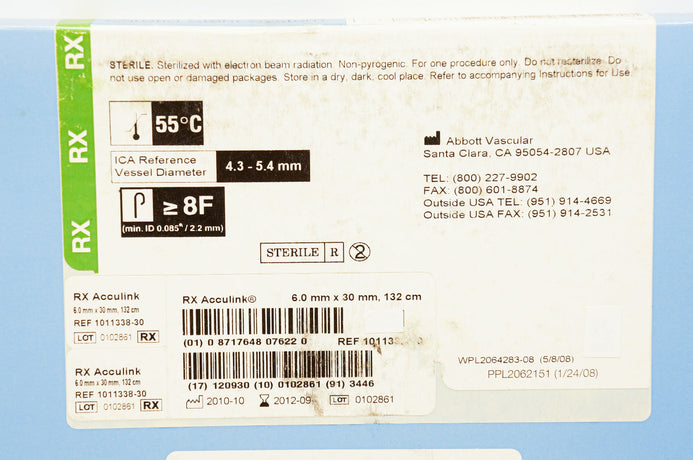 RX
RX
RX
STERILE. Sterilized with electron beam radiation. Non-pyrogenic. For one procedure only. Do not resterilize. Do
not use open or damaged packages. Store in a dry, dark, cool place. Refer to accompanying Instructions for Use
55°C
ICA Reference
Vessel Diameter
4.3 - 5.4 mm
≥ 8F
(min. ID 0.085" / 2.2 mm)
Abbott Vascular
Santa Clara, CA 95054-2807 USA
TEL: (800) 227-9902
FAX: (800) 601-8874
Outside USA TEL: (951) 914-4669
Outside USA FAX: (951) 914-2531
STERILE R 2
RX Acculink
6.0 mm x 30 mm, 132 cm
REF 1011338-30
LOT 0102861 RX
RX Acculink
6.0 mm x 30 mm, 132 cm
REF 1011338-30
LOT 0102861 RX
RX Acculink® 6.0 mm x 30 mm, 132 cm
(01) 0 8717648 07622 0 REF
(17) 120930 (10) 0102861 (91) 3446
2010-10 2012-09 LOT 0102861
WPL2064283-08 (5/8/08)
PPL2062151 (1/24/08)